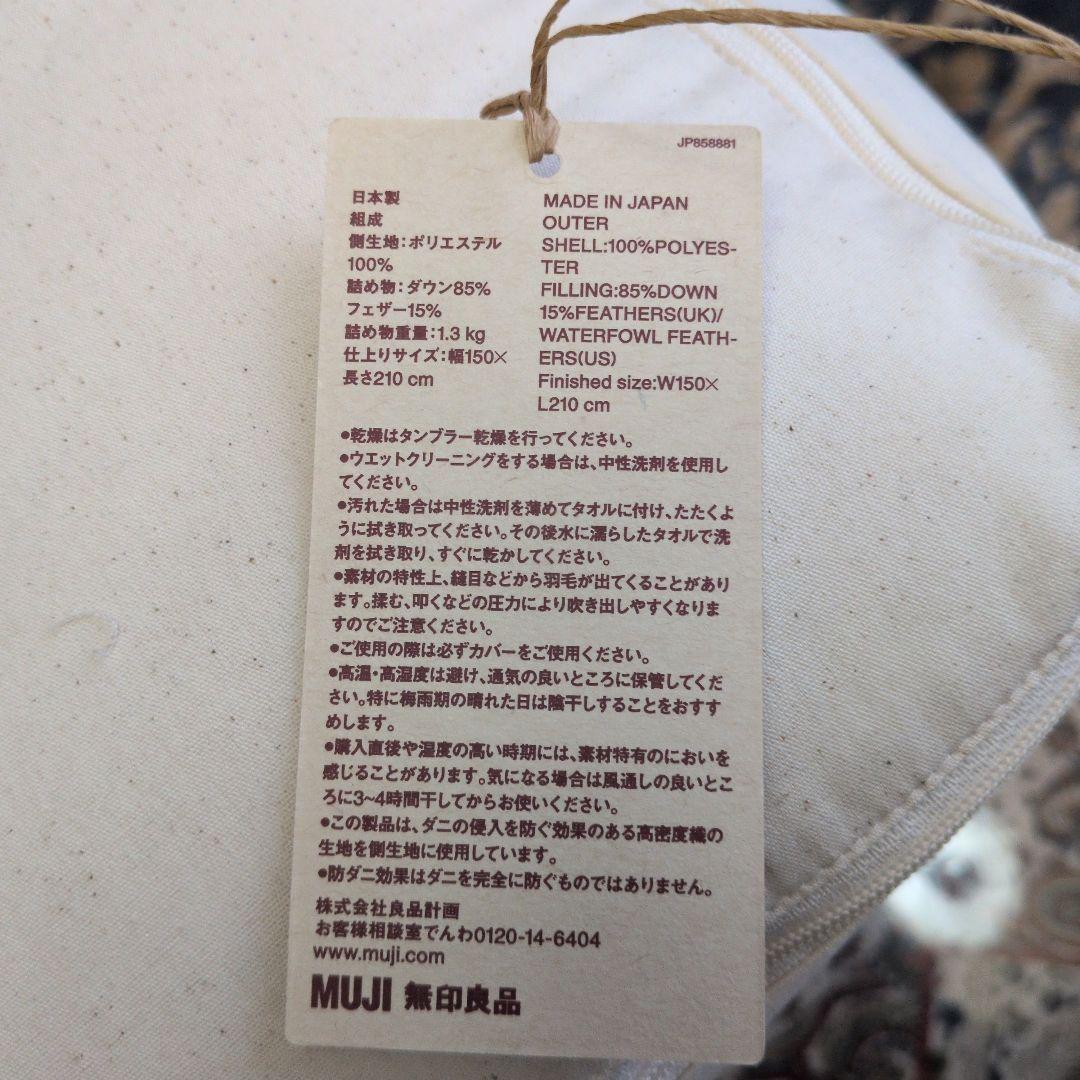 JP858881
日本製
組成
側生地:ポリエステル
100%
詰め物:ダウン85%
フェザー15%
詰め物重量:1.3 kg
仕上りサイズ:幅150×
長さ210 cm
MADE IN JAPAN
OUTER
SHELL:100%POLYES-
TER
FILLING:85%DOWN
15%FEATHERS(UK)/
WATERFOWL FEATH-
ERS(US)
Finished size:W150×
L210 cm
●乾燥はタンブラー乾燥を行ってください。
●ウエットクリーニングをする場合は、中性洗剤を使用し
てください。
●汚れた場合は中性洗剤を薄めてタオルに付け、たたくよ
うに拭き取ってください。その後水に濡らしたタオルで洗
剤を拭き取り、すぐに乾かしてください。
●素材の特性上、縫目などから羽毛が出てくることがあり
ます。揉む、叩くなどの圧力により吹き出しやすくなりま
すのでご注意ください。
●ご使用の際は必ずカバーをご使用ください。
●高温・高湿度は避け、通気の良いところに保管してくだ
さい。特に梅雨期の晴れた日は陰干しすることをおすす
めします。
●購入直後や湿度の高い時期には、素材特有のにおいを
感じることがあります。気になる場合は風通しの良いとこ
ろに3~4時間干してからお使いください。
●この製品は、ダニの侵入を防ぐ効果のある高密度織の
生地を側生地に使用しています。
●防ダニ効果はダニを完全に防ぐものではありません。
株式会社良品計画
お客様相談室でんわ0120-14-6404
www.muji.com
MUJI 無印良品